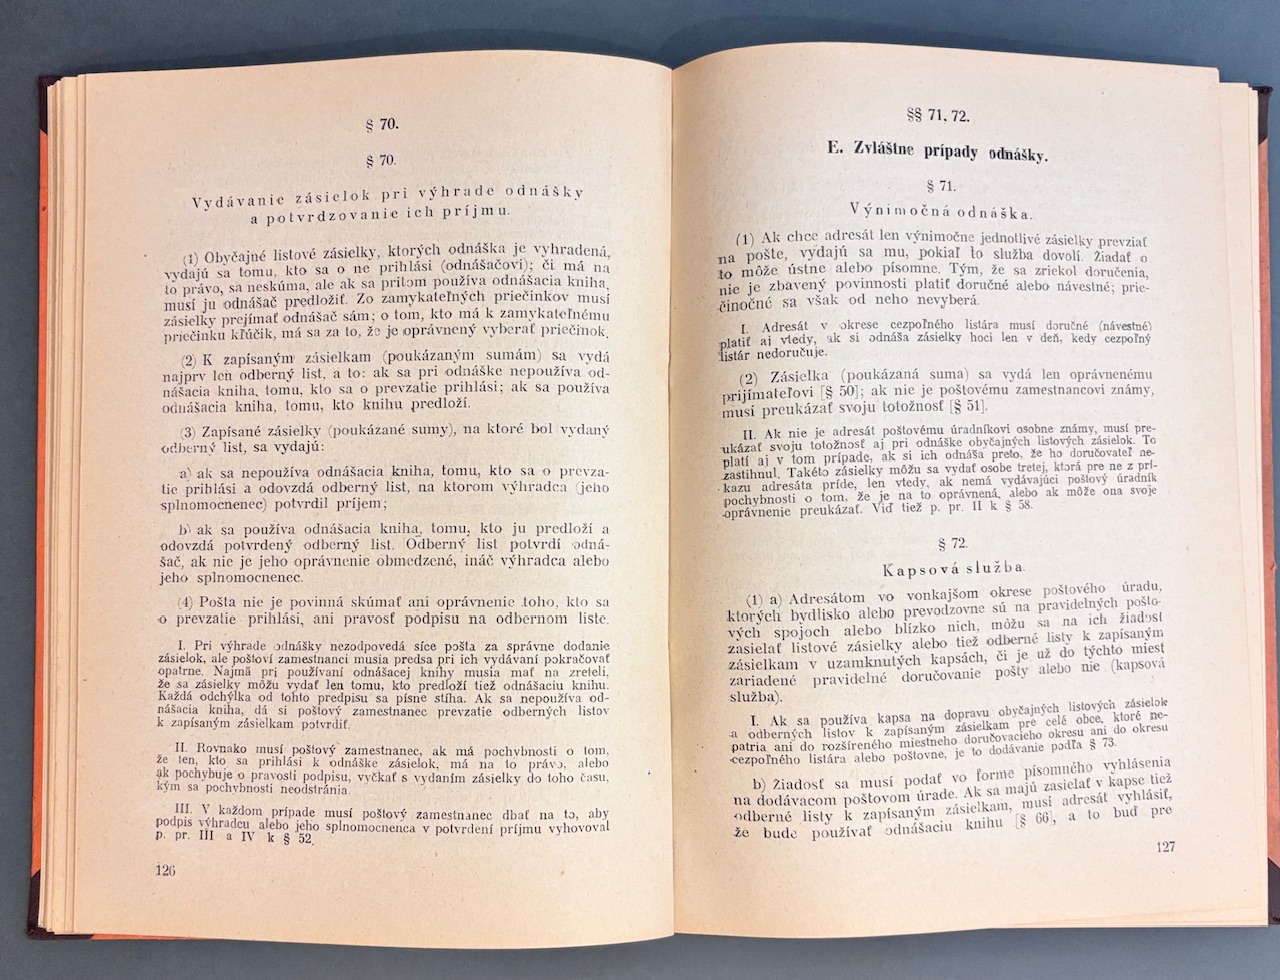 § 70.
§ 70.
Vydávanie zásielok pri výhrade odnášky
a potvrdzovanie ich príjmu.
(1) Obyčajné listové zásielky, ktorých odnáška je vyhradená,
vydajú sa tomu, kto sa o ne prihlási (odnášačovi); či má na
to právo, sa neskúma, ale ak sa pritom používa odnášacia kniha,
musí ju odnášač predložiť. Zo zamykateľných priečinkov musí
zásielky prejímať odnášač sám; o tom, kto má k zamykateľnému
priečinku kľúčik, má sa za to, že je oprávnený vyberať priečinok.
(2) K zapísaným zásielkam (poukázaným sumám) sa vydá
najprv len odberný list, a to: ak sa pri odnáške nepoužíva od-
nášacia kniha, tomu, kto sa o prevzatie prihlási; ak sa používa
odnášacia kniha, tomu, kto knihu predloží.
(3) Zapísané zásielky (poukázané sumy), na ktoré bol vydaný
odberný list, sa vydajú:
a) ak sa nepoužíva odnášacia kniha, tomu, kto sa o prevza-
tie prihlási a odovzdá odberný list, na ktorom výhradca (jeho
splnomocnenec) potvrdil príjem;
b) ak sa používa odnášacia kniha, tomu, kto ju predloží a
odovzdá potvrdený odberný list. Odberný list potvrdí odná-
šač, ak nie je jeho oprávnenie obmedzené, ináč výhradca alebo
jeho splnomocnenec.
(4) Pošta nie je povinná skúmať ani oprávnenie toho, kto sa
o prevzatie prihlási, ani pravosť podpisu na odbernom liste.
I. Pri výhrade odnášky nezodpovedá síce pošta za správne dodanie
zásielok, ale poštoví zamestnanci musia predsa pri ich vydávaní pokračovať
opatrne. Najmä pri používaní odnášacej knihy musia mať na zreteli,
že sa zásielky môžu vydať len tomu, kto predloží tiež odnášaciu knihu.
Každá odchýlka od tohto predpisu sa písne stíha. Ak sa nepoužíva od-
nášacia kniha, dá si poštový zamestnanec prevzatie odberných listov
k zapísaným zásielkam potvrdiť.
II. Rovnako musí poštový zamestnanec, ak má pochybnosti o tom,
že ten, kto sa prihlási k odnáške zásielok, má na to právo, alebo
ak pochybuje o pravosti podpisu, vyčkať s vydaním zásielky do toho času,
kým sa pochybnosti neodstránia.
III. V každom prípade musí poštový zamestnanec dbať na to, aby
podpis výhradcu alebo jeho splnomocnenca v potvrdení príjmu vyhovoval
p. pr. III a IV k § 52.
126
§§ 71, 72.
E. Zvláštne prípady odnášky.
§ 71.
Výnimočná odnáška.
(1) Ak chce adresát len výnimočne jednotlivé zásielky prevziať
na pošte, vydajú sa mu, pokiaľ to služba dovolí. Žiadať o
to môže ústne alebo písomne. Tým, že sa zriekol doručenia,
nie je zbavený povinnosti platiť doručné alebo návestné; prie-
činočné sa však od neho nevyberá.
I. Adresát v okrese cezpoľného listára musí doručné (návestné)
platiť aj vtedy, ak si odnáša zásielky hoci len v deň, kedy cezpoľný
listár nedoručuje.
(2) Zásielka (poukázaná suma) sa vydá len oprávnenému
prijímateľovi [§ 50]; ak nie je poštovému zamestnancovi známy,
musí preukázať svoju totožnosť [§ 51].
II. Ak nie je adresát poštovému úradníkovi osobne známy, musí pre-
ukázať svoju totožnosť aj pri odnáške obyčajných listových zásielok. To
platí aj v tom prípade, ak si ich odnáša preto, že ho doručovateľ ne-
zastihnul. Takéto zásielky môžu sa vydať osobe tretej, ktorá pre ne z prí-
kazu adresáta príde, len vtedy, ak nemá vydávajúci poštový úradník
pochybnosti o tom, že je na to oprávnená, alebo ak môže ona svoje
oprávnenie preukázať. Viď tiež p. pr. II k § 58.
§ 72.
Kapsová služba.
(1) a) Adresátom vo vonkajšom okrese poštového úradu,
ktorých bydlisko alebo prevodzovne sú na pravidelných pošto-
vých spojoch alebo blízko nich, môžu sa na ich žiadosť
zasielať listové zásielky alebo tiež odberné listy k zapísaným
zásielkam v uzamknutých kapsách, či je už do týchto miest
zariadené pravidelné doručovanie pošty alebo nie (kapsová
služba).
I. Ak sa používa kapsa na dopravu obyčajných listových zásielok
a odberných listov k zapísaným zásielkam pre celé obce, ktoré ne-
patria ani do rozšíreného miestneho doručovacieho okresu ani do okresu
cezpoľného listára alebo poštovne, je to dodávanie podľa § 73.
b) Žiadosť sa musí podať vo forme písomného vyhlásenia
na dodávacom poštovom úrade. Ak sa majú zasielať v kapse tiež
odberné listy k zapísaným zásielkam, musí adresát vyhlásiť,
že bude používať odnášaciu knihu [§ 66], a to buď pre
127